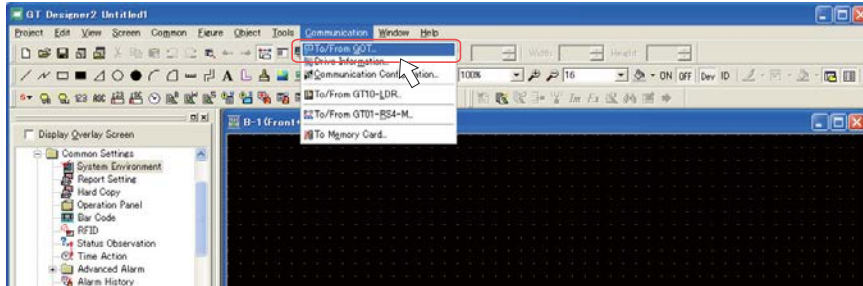 GT Designer2 Untitled1
Project Edit View Screen Common Figure Object Tools Communication Window Help
To/From GOT...
Drive Information...
Communication Configuration...
To/From GT10-LDR...
To/From GT01-RS4-M...
To Memory Card...
Width: Height:
100% 16 ON OFF Dev ID
123 ASC
B-1(Front+
Display Overlay Screen
Common Settings
System Environment
Report Setting
Hard Copy
Operation Panel
Bar Code
RFID
Status Observation
Time Action
Advanced Alarm
Alarm History